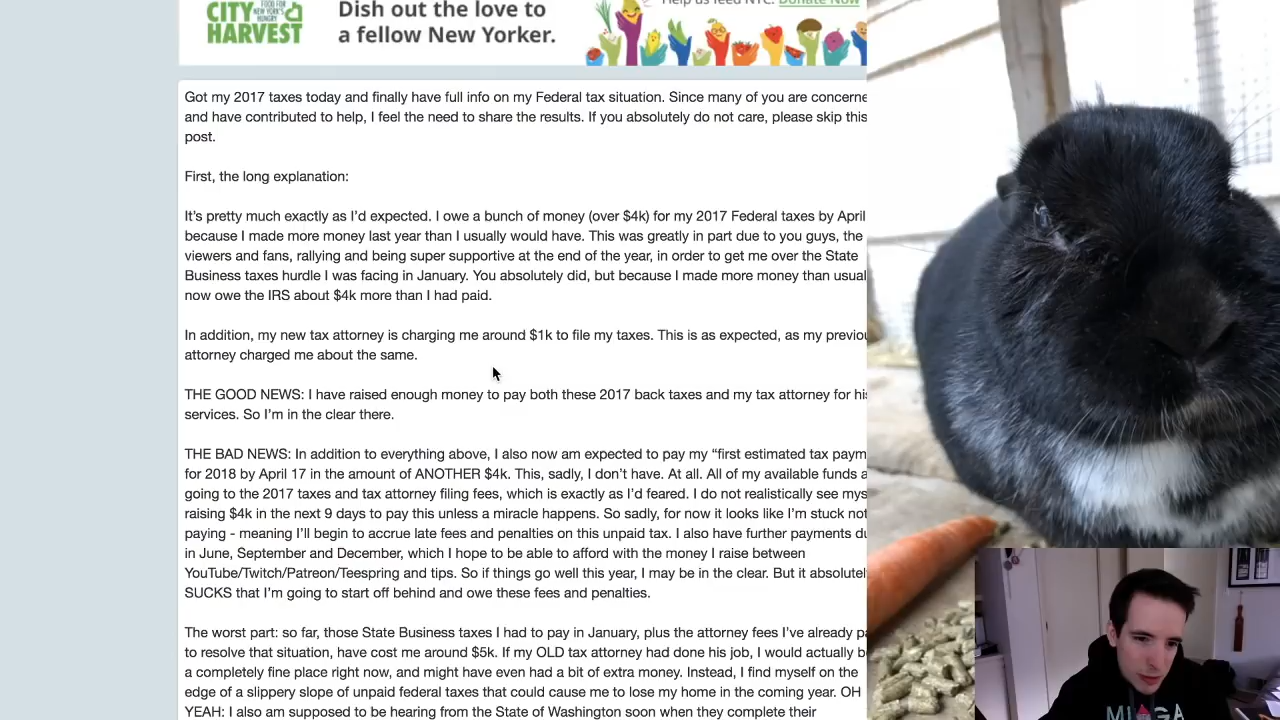 CITY
HARVEST
FOOD FOR
NEW YORK'S
HUNGRY
Dish out the love to
a fellow New Yorker.
Help us feed NYC. Donate Now
Got my 2017 taxes today and finally have full info on my Federal tax situation. Since many of you are concerne
and have contributed to help, I feel the need to share the results. If you absolutely do not care, please skip this
post.
First, the long explanation:
It’s pretty much exactly as I’d expected. I owe a bunch of money (over $4k) for my 2017 Federal taxes by April
because I made more money last year than I usually would have. This was greatly in part due to you guys, the
viewers and fans, rallying and being super supportive at the end of the year, in order to get me over the State
Business taxes hurdle I was facing in January. You absolutely did, but because I made more money than usual
now owe the IRS about $4k more than I had paid.
In addition, my new tax attorney is charging me around $1k to file my taxes. This is as expected, as my previou
attorney charged me about the same.
THE GOOD NEWS: I have raised enough money to pay both these 2017 back taxes and my tax attorney for his
services. So I’m in the clear there.
THE BAD NEWS: In addition to everything above, I also now am expected to pay my “first estimated tax paym
for 2018 by April 17 in the amount of ANOTHER $4k. This, sadly, I don’t have. At all. All of my available funds a
going to the 2017 taxes and tax attorney filing fees, which is exactly as I’d feared. I do not realistically see mys
raising $4k in the next 9 days to pay this unless a miracle happens. So sadly, for now it looks like I’m stuck not
paying - meaning I’ll begin to accrue late fees and penalties on this unpaid tax. I also have further payments du
in June, September and December, which I hope to be able to afford with the money I raise between
YouTube/Twitch/Patreon/Teespring and tips. So if things go well this year, I may be in the clear. But it absolutel
SUCKS that I’m going to start off behind and owe these fees and penalties.
The worst part: so far, those State Business taxes I had to pay in January, plus the attorney fees I've already pa
to resolve that situation, have cost me around $5k. If my OLD tax attorney had done his job, I would actually b
a completely fine place right now, and might have even had a bit of extra money. Instead, I find myself on the
edge of a slippery slope of unpaid federal taxes that could cause me to lose my home in the coming year. OH
YEAH: I also am supposed to be hearing from the State of Washington soon when they complete their